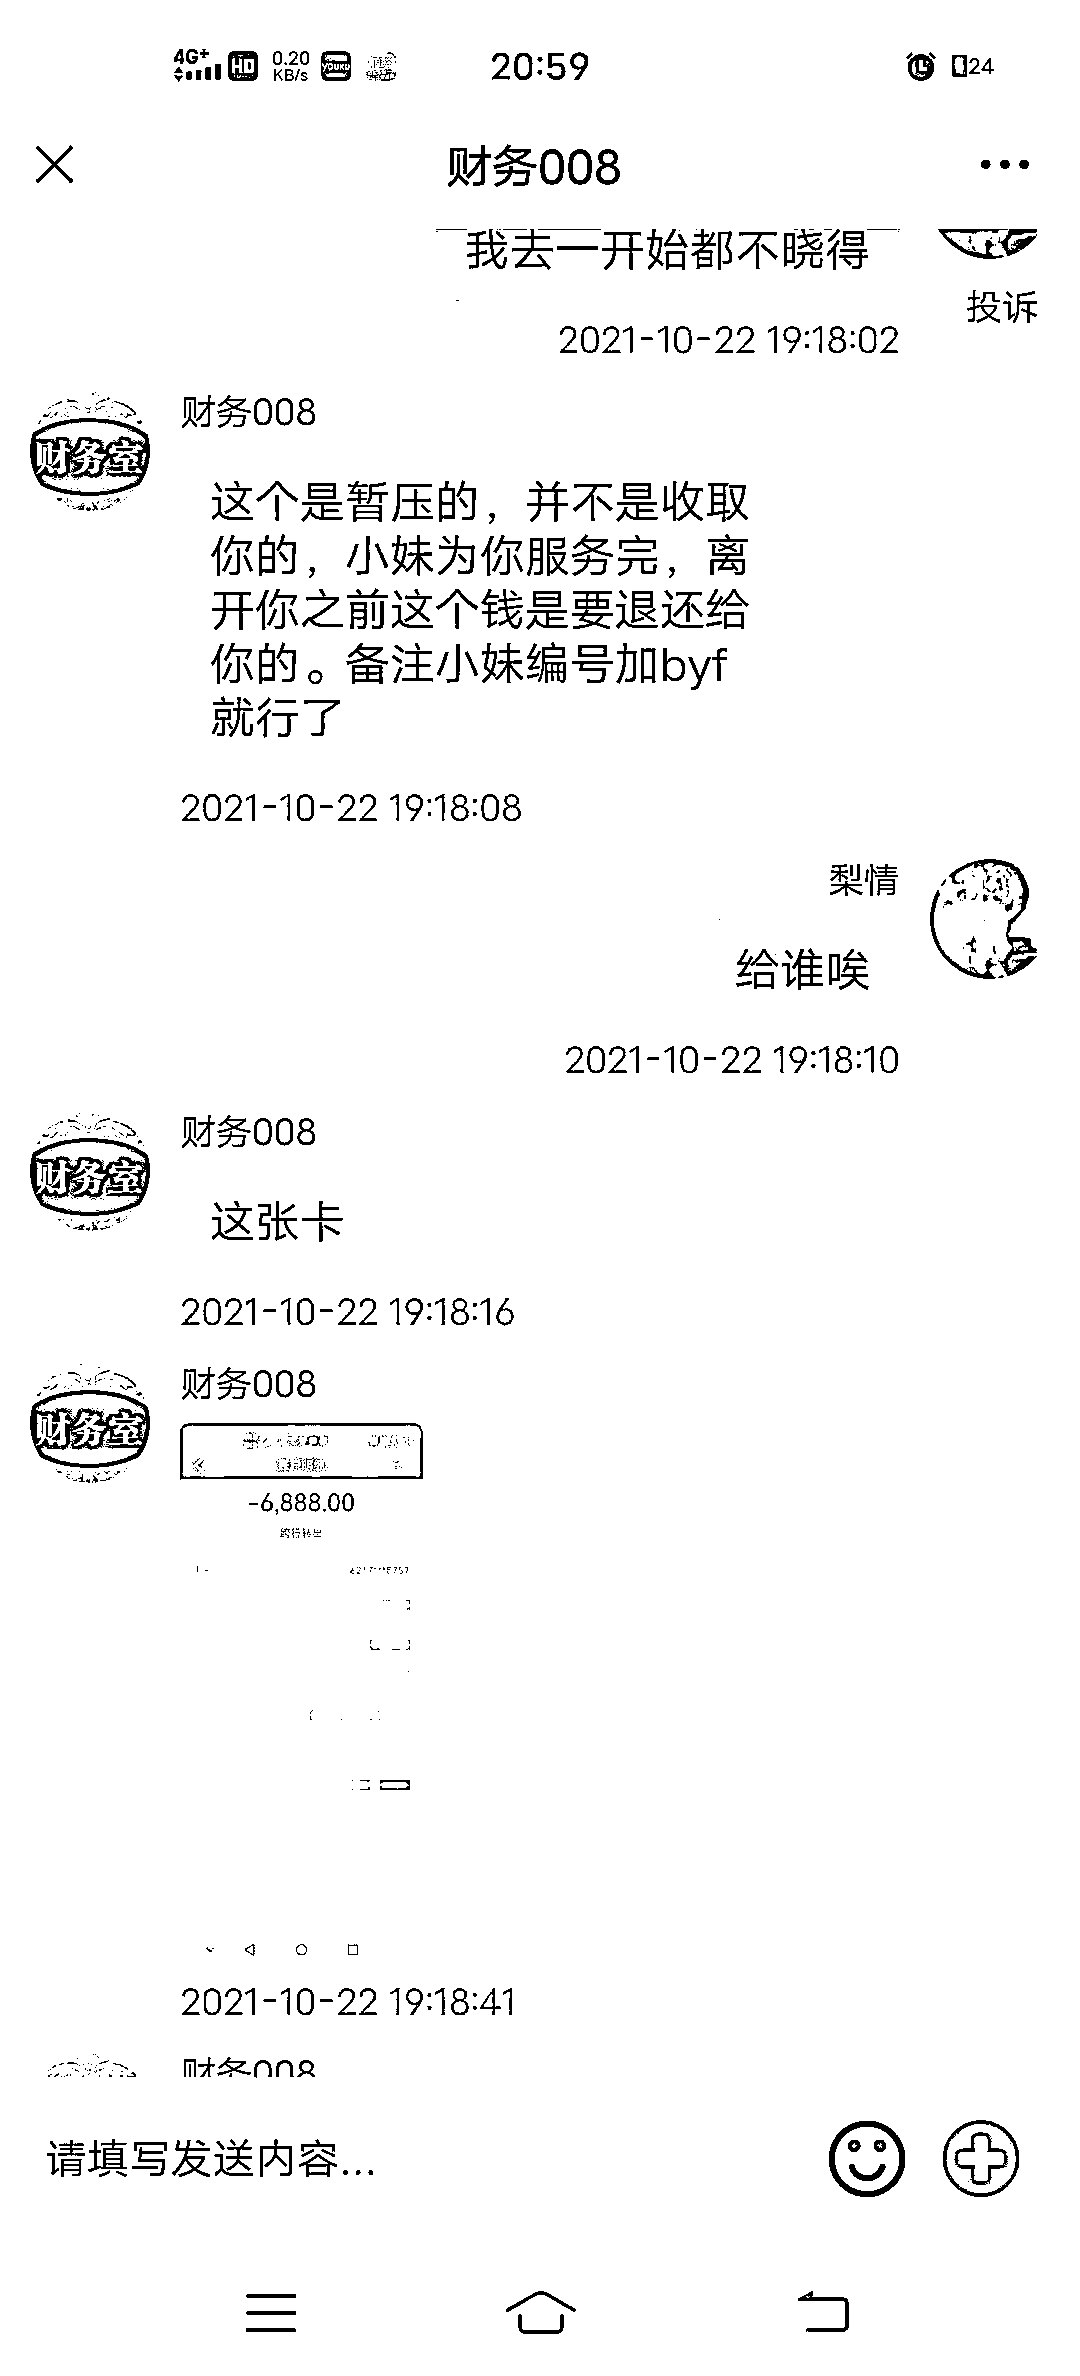 4G+ HD 0.20 KB/s YOUKU 20:59 24
财务008
我去一开始都不晓得
投诉
2021-10-22 19:18:02
财务008
财务室
这个是暂压的，并不是收取
你的，小妹为你服务完，离
开你之前这个钱是要退还给
你的。备注小妹编号加byf
就行了
2021-10-22 19:18:08
梨情
给谁唉
2021-10-22 19:18:10
财务008
财务室
这张卡
2021-10-22 19:18:16
财务008
财务室
-6,888.00
跨行转出
2021-10-22 19:18:41
财务008
请填写发送内容...